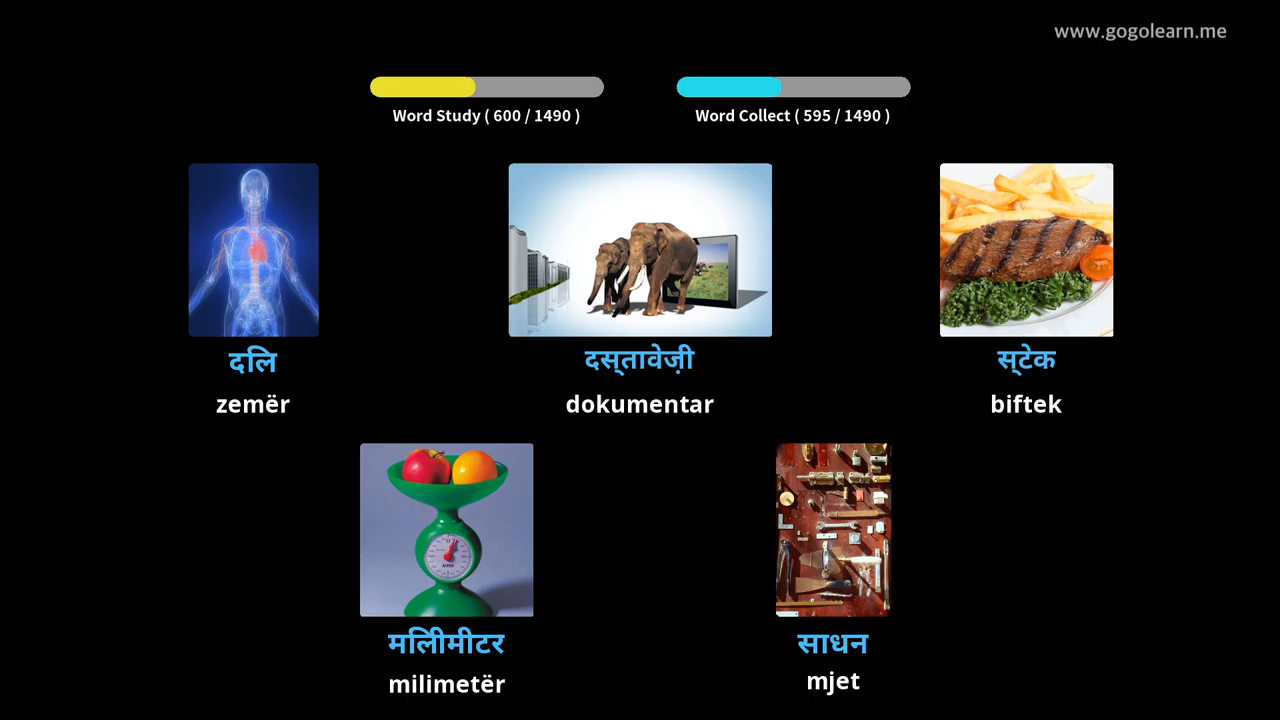 www.gogolearn.me
Word Study ( 600 / 1490 )
Word Collect ( 595 / 1490 )
दलि
zemër
दस्तावेज़ी
dokumentar
स्टेक
biftek
मलिीमीटर
milimetër
साधन
mjet